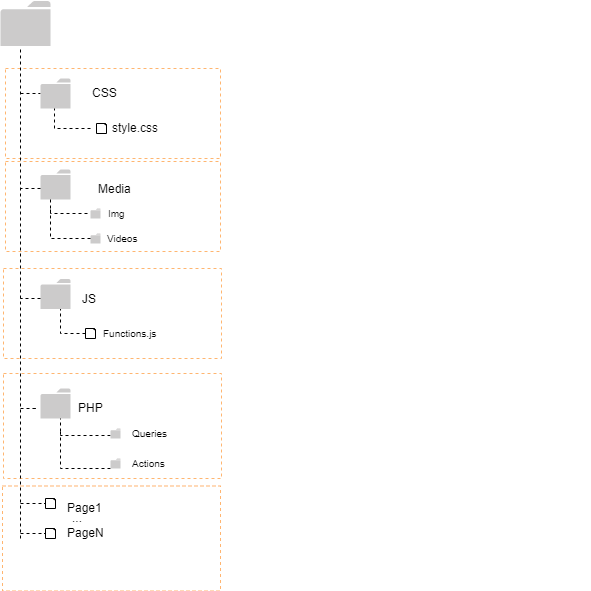 CSS
style.css
Media
Img
Videos
JS
Functions.js
PHP
Queries
Actions
Page1
...
PageN